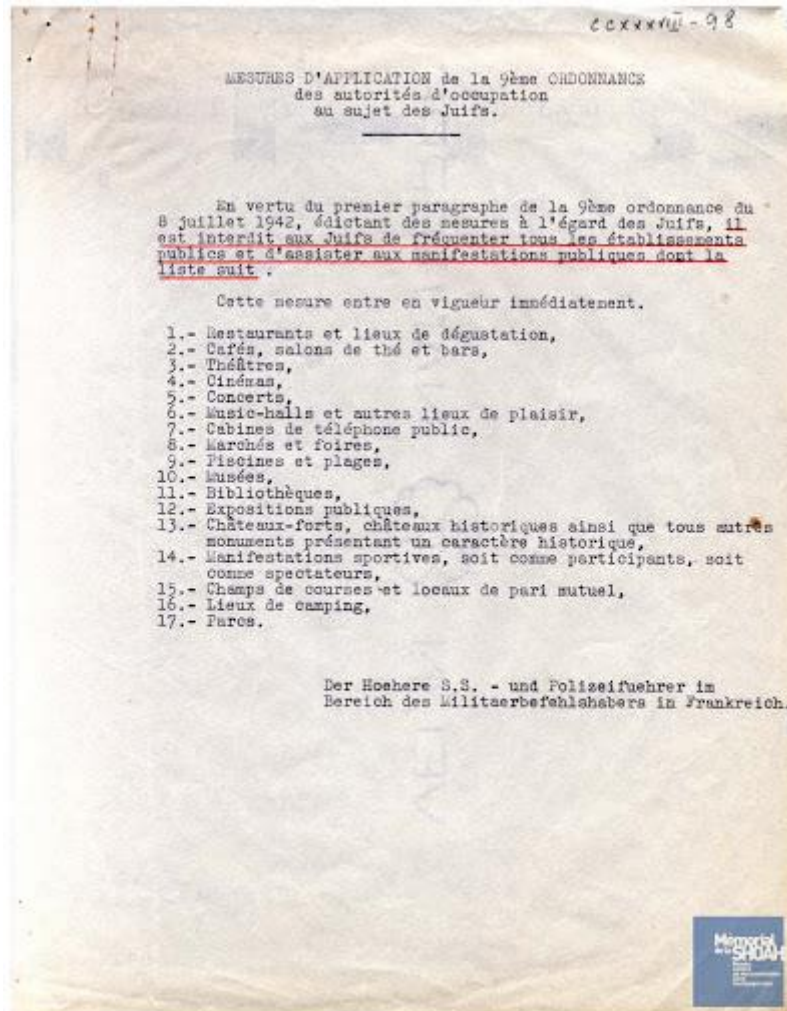 CCXXXVIII-98
MESURES D'APPLICATION de la 9ème ORDONNANCE
des autorités d'occupation
au sujet des Juifs.
En vertu du premier paragraphe de la 9ème ordonnance du
8 juillet 1942, édictant des mesures à l'égard des Juifs, il
est interdit aux Juifs de fréquenter tous les établissements
publics et d'assister aux manifestations publiques dont la
liste suit :
Cette mesure entre en vigueur immédiatement.
1.- Restaurants et lieux de dégustation,
2.- Cafés, salons de thé et bars,
3.- Théâtres,
4.- Cinémas,
5.- Concerts,
6.- Music-halls et autres lieux de plaisir,
7.- Cabines de téléphone public,
8.- Marchés et foires,
9.- Piscines et plages,
10.- Musées,
11.- Bibliothèques,
12.- Expositions publiques,
13.- Châteaux-forts, châteaux historiques ainsi que tous autres
monuments présentant un caractère historique,
14.- Manifestations sportives, soit comme participants, soit
comme spectateurs,
15.- Champs de courses et locaux de pari mutuel,
16.- Lieux de camping,
17.- Parcs.
Der Hoehere S.S. - und Polizeifuehrer im
Bereich des Militaerbefehlshabers in Frankreich.
Mémorial
de la SHOAH